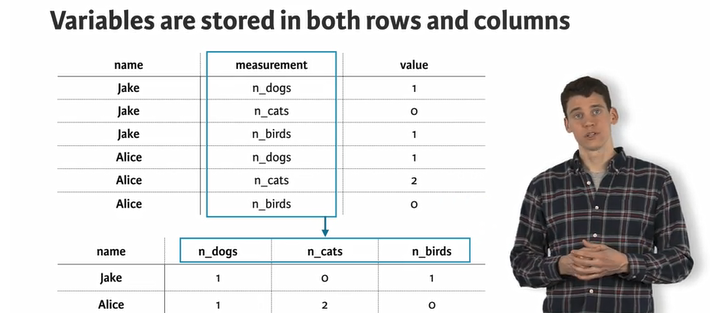 Variables are stored in both rows and columns
name measurement value
Jake n_dogs 1
Jake n_cats 0
Jake n_birds 1
Alice n_dogs 1
Alice n_cats 2
Alice n_birds 0
name n_dogs n_cats n_birds
Jake 1 0 1
Alice 1 2 0